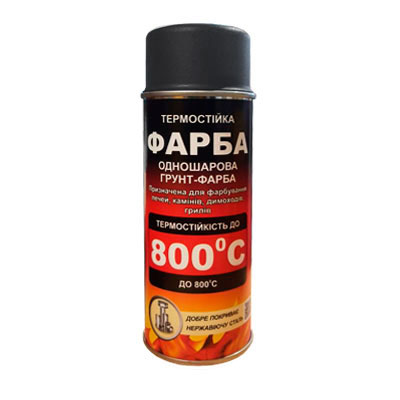 ТЕРМОСТІЙКА
ФАРБА
ОДНОШАРОВА
ГРУНТ-ФАРБА
Призначена для фарбування
печей, камінів, димоходів,
грилів
ТЕРМОСТІЙКІСТЬ ДО
800°C
ДО 800°C
ДОБРЕ ПОКРИВАЄ
НЕРЖАВІЮЧУ СТАЛЬ